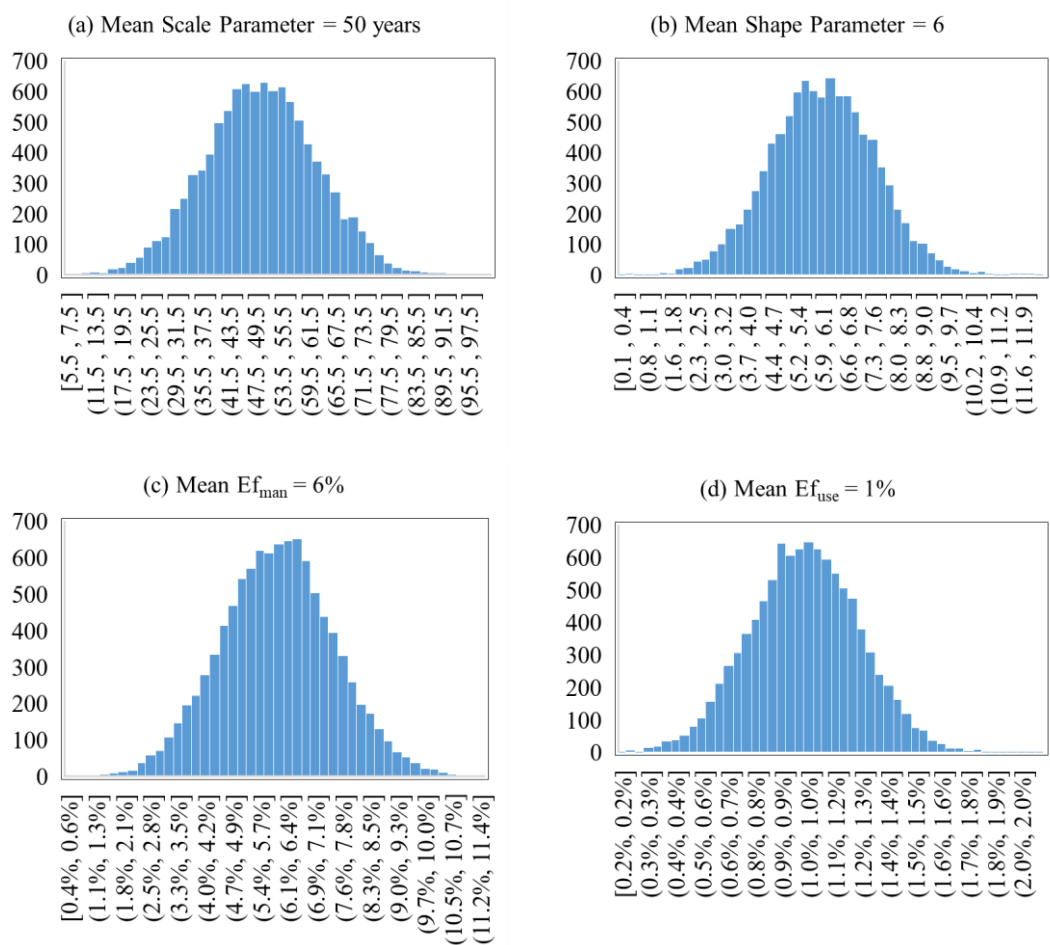 (a) Mean Scale Parameter = 50 years
700
600
500
400
300
200
100
0
[5.5 , 7.5]
(11.5 , 13.5]
(17.5 , 19.5]
(23.5 , 25.5]
(29.5 , 31.5]
(35.5 , 37.5]
(41.5 , 43.5]
(47.5 , 49.5]
(53.5 , 55.5]
(59.5 , 61.5]
(65.5 , 67.5]
(71.5 , 73.5]
(77.5 , 79.5]
(83.5 , 85.5]
(89.5 , 91.5]
(95.5 , 97.5]
(b) Mean Shape Parameter = 6
700
600
500
400
300
200
100
0
[0.1 , 0.4]
(0.8 , 1.1]
(1.6 , 1.8]
(2.3 , 2.5]
(3.0 , 3.2]
(3.7 , 4.0]
(4.4 , 4.7]
(5.2 , 5.4]
(5.9 , 6.1]
(6.6 , 6.8]
(7.3 , 7.6]
(8.0 , 8.3]
(8.8 , 9.0]
(9.5 , 9.7]
(10.2 , 10.4]
(10.9 , 11.2]
(11.6 , 11.9]
(c) Mean Efman = 6%
700
600
500
400
300
200
100
0
[0.4%, 0.6%]
(1.1%, 1.3%]
(1.8%, 2.1%]
(2.5%, 2.8%]
(3.3%, 3.5%]
(4.0%, 4.2%]
(4.7%, 4.9%]
(5.4%, 5.7%]
(6.1%, 6.4%]
(6.9%, 7.1%]
(7.6%, 7.8%]
(8.3%, 8.5%]
(9.0%, 9.3%]
(9.7%, 10.0%]
(10.5%, 10.7%]
(11.2%, 11.4%]
(d) Mean Efuse = 1%
700
600
500
400
300
200
100
0
[0.2%, 0.2%]
(0.3%, 0.3%]
(0.4%, 0.4%]
(0.5%, 0.6%]
(0.6%, 0.7%]
(0.8%, 0.8%]
(0.9%, 0.9%]
(1.0%, 1.0%]
(1.1%, 1.2%]
(1.2%, 1.3%]
(1.4%, 1.4%]
(1.5%, 1.5%]
(1.6%, 1.6%]
(1.7%, 1.8%]
(1.8%, 1.9%]
(2.0%, 2.0%]